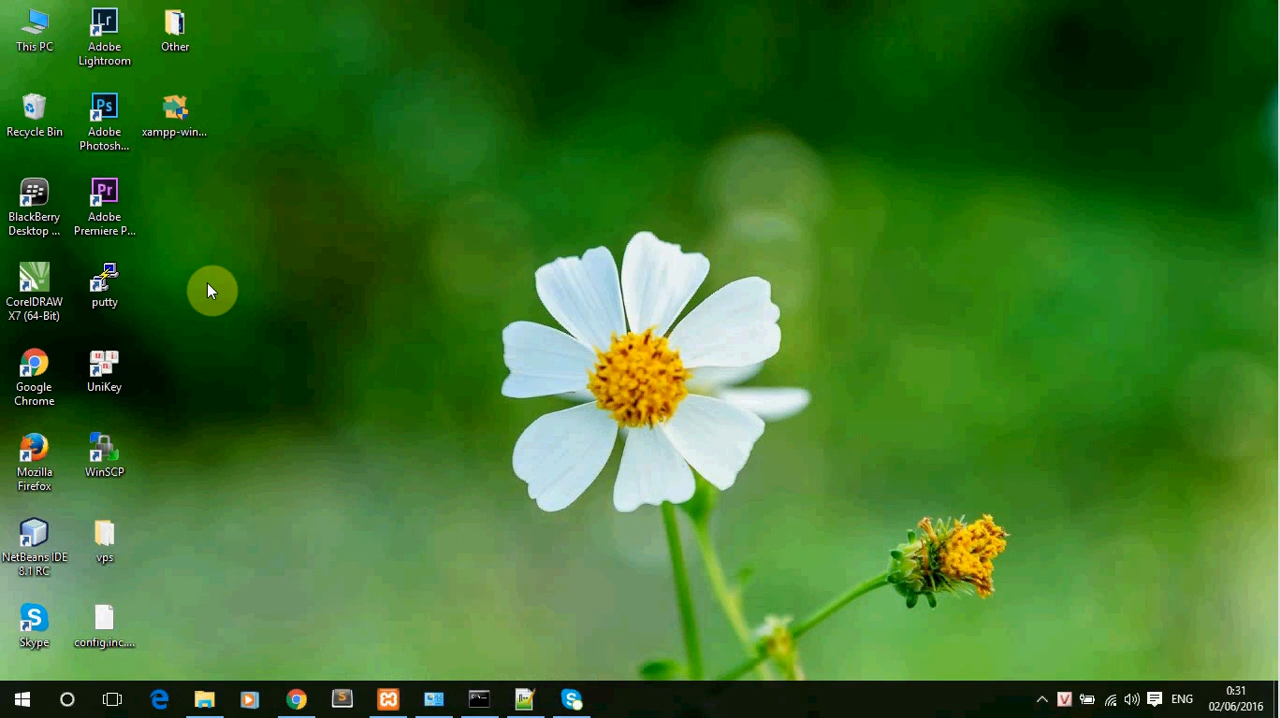 This PC
Adobe
Lightroom
Other
Recycle Bin
Adobe
Photosh...
xampp-win...
BlackBerry
Desktop ...
Adobe
Premiere P...
CorelDRAW
X7 (64-Bit)
putty
Google
Chrome
UniKey
Mozilla
Firefox
WinSCP
NetBeans IDE
8.1 RC
vps
Skype
config.inc....
ENG
0:31
02/06/2016